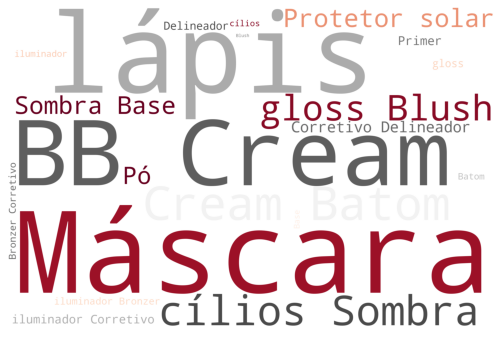 Protetor solar
Delineador
cílios
Blush
lápis
Primer
iluminador
gloss
Sombra Base
gloss Blush
Corretivo Delineador
BB Cream
Pó
Batom
Bronzer Corretivo
Cream Batom
Máscara
iluminador Bronzer
cílios Sombra
iluminador Corretivo